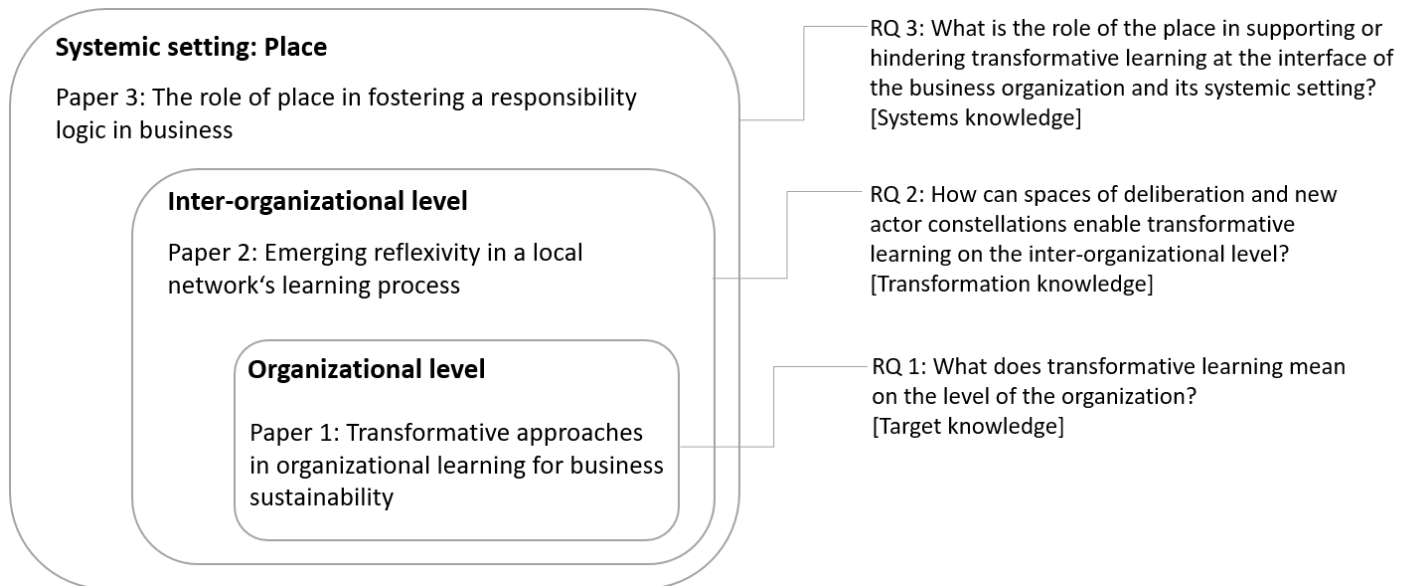 Systemic setting: Place
Paper 3: The role of place in fostering a responsibility
logic in business
Inter-organizational level
Paper 2: Emerging reflexivity in a local
network‘s learning process
Organizational level
Paper 1: Transformative approaches
in organizational learning for business
sustainability
RQ 3: What is the role of the place in supporting or
hindering transformative learning at the interface of
the business organization and its systemic setting?
[Systems knowledge]
RQ 2: How can spaces of deliberation and new
actor constellations enable transformative
learning on the inter-organizational level?
[Transformation knowledge]
RQ 1: What does transformative learning mean
on the level of the organization?
[Target knowledge]